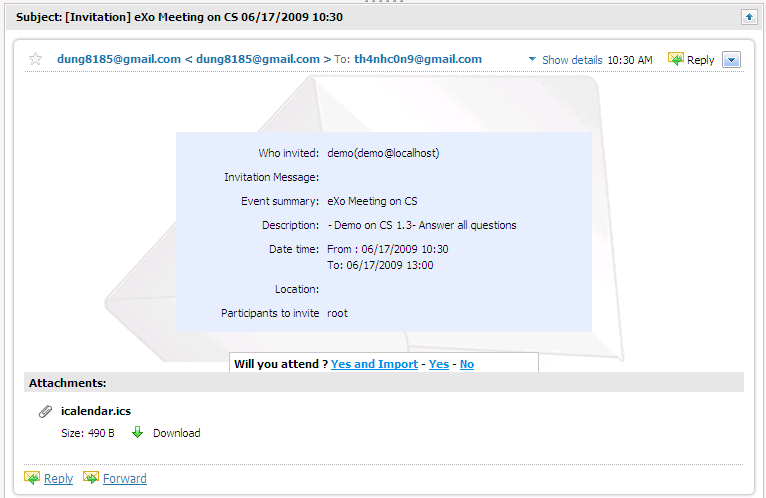 Subject: [Invitation] eXo Meeting on CS 06/17/2009 10:30
dung8185@gmail.com < dung8185@gmail.com > To: th4nhc0n9@gmail.com Show details 10:30 AM Reply
Who invited: demo(demo@localhost)
Invitation Message:
Event summary: eXo Meeting on CS
Description: - Demo on CS 1.3- Answer all questions
Date time: From : 06/17/2009 10:30
To: 06/17/2009 13:00
Location:
Participants to invite root
Will you attend ? Yes and Import - Yes - No
Attachments:
icalendar.ics
Size: 490 B Download
Reply Forward